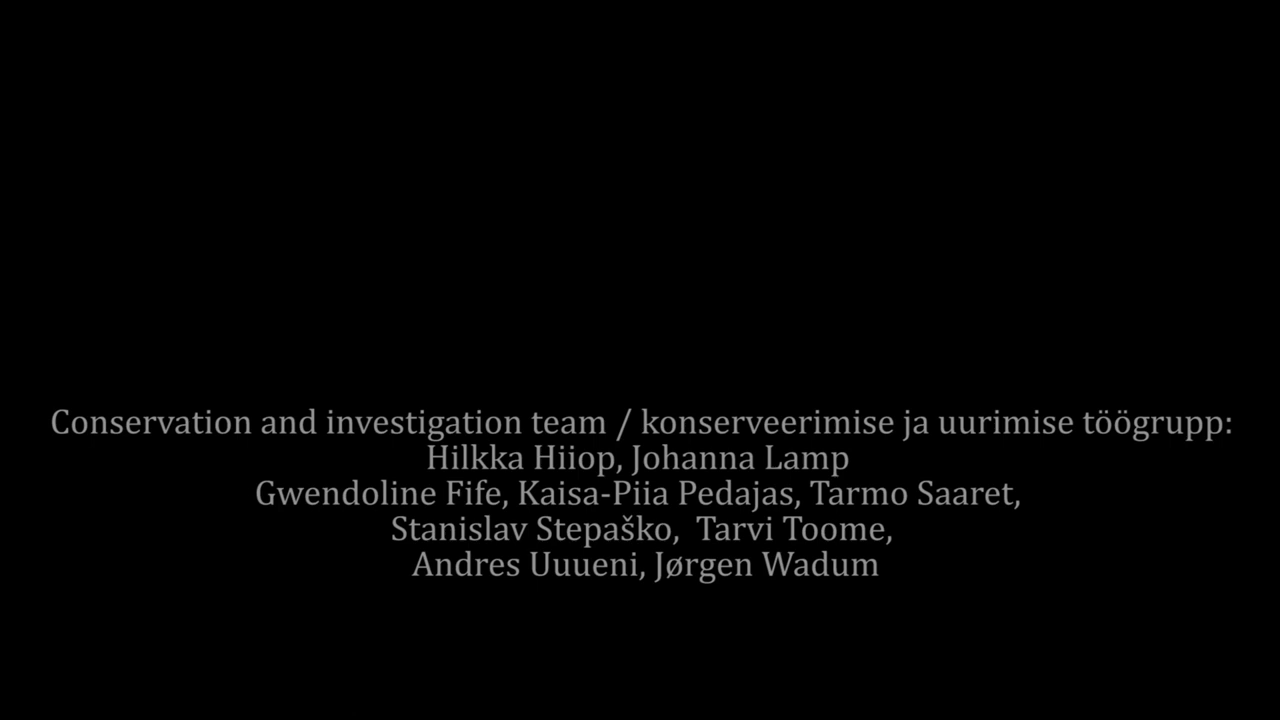 Conservation and investigation team / konserveerimise ja uurimise töögrupp:
Hilkka Hiiop, Johanna Lamp
Gwendoline Fife, Kaisa-Piia Pedajas, Tarmo Saaret,
Stanislav Stepaško,  Tarvi Toome,
Andres Uuueni, Jørgen Wadum